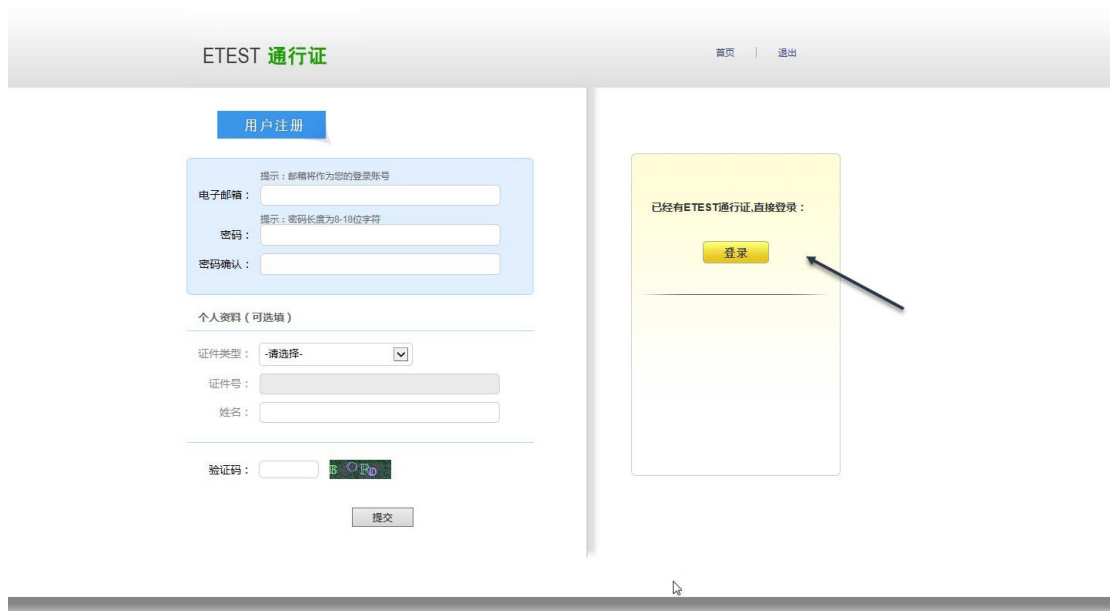 ETEST 通行证
首页 | 退出
用户注册
提示：邮箱将作为您的登录账号
电子邮箱：
提示：密码长度为8-18位字符
密码：
密码确认：
个人资料（可选填）
证件类型： -请选择-
证件号：
姓名：
验证码：
提交
已经有ETEST通行证,直接登录：
登录